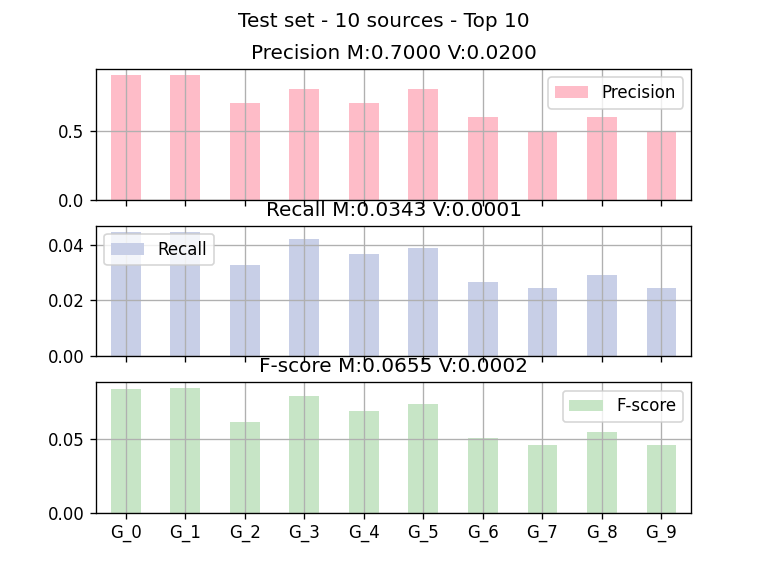 Test set - 10 sources - Top 10
Precision M:0.7000 V:0.0200
Precision
0.5
0.0
Recall M:0.0343 V:0.0001
Recall
0.04
0.02
0.00
F-score M:0.0655 V:0.0002
F-score
0.05
0.00
G_0 G_1 G_2 G_3 G_4 G_5 G_6 G_7 G_8 G_9